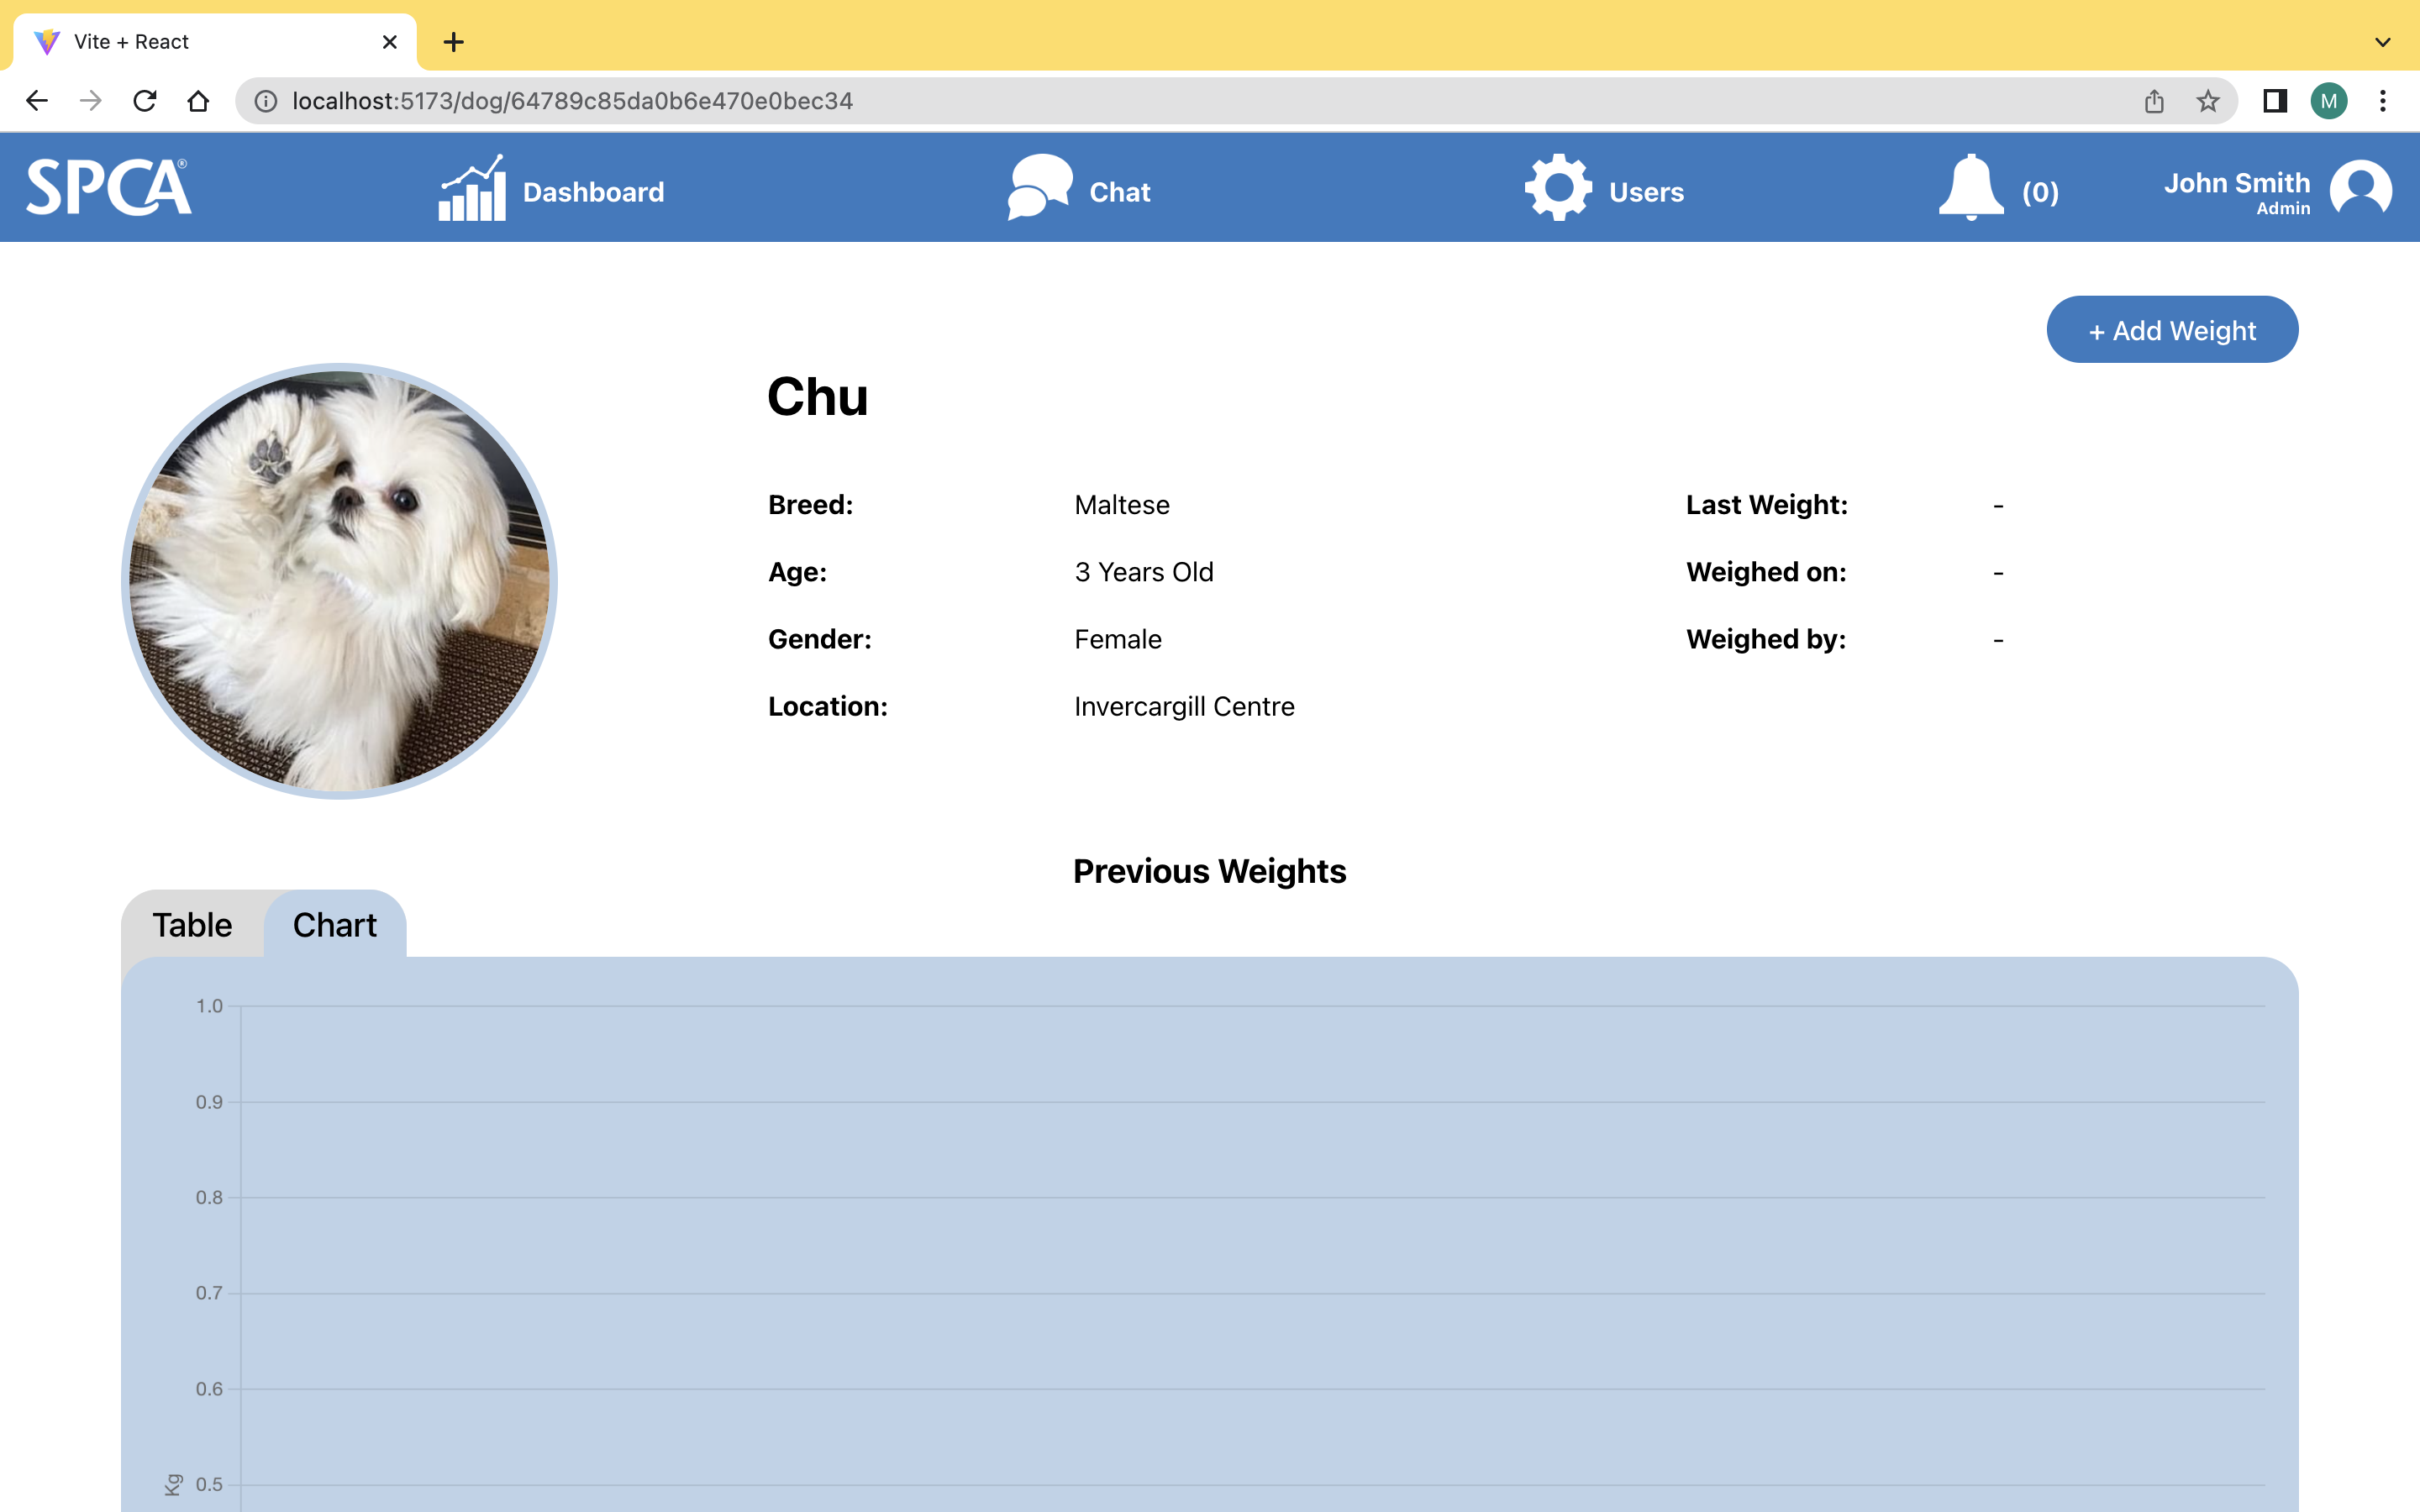 Vite + React
localhost:5173/dog/64789c85da0b6e470e0bec34
M
SPCA®
Dashboard
Chat
Users
(0)
John Smith
Admin
+ Add Weight
Chu
Breed: Maltese
Last Weight: -
Age: 3 Years Old
Weighed on: -
Gender: Female
Weighed by: -
Location: Invercargill Centre
Previous Weights
Table
Chart
1.0
0.9
0.8
0.7
0.6
0.5
Kg